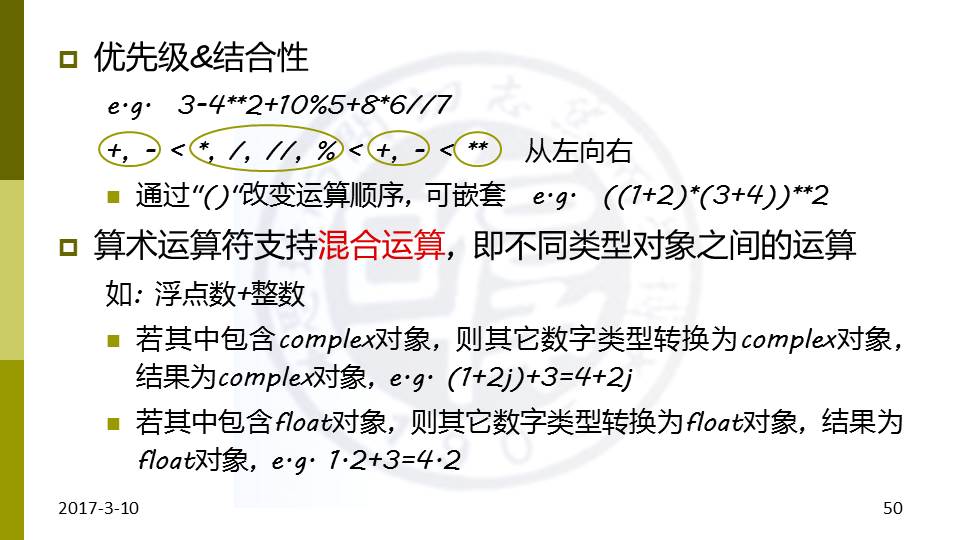 优先级&结合性
e.g. 3-4**2+10%5+8*6//7
+, - < *, /, //, % < +, - < ** 从左向右
通过"()"改变运算顺序，可嵌套 e.g. ((1+2)*(3+4))**2
算术运算符支持混合运算，即不同类型对象之间的运算
如：浮点数+整数
若其中包含complex对象，则其它数字类型转换为complex对象，
结果为complex对象，e.g. (1+2j)+3=4+2j
若其中包含float对象，则其它数字类型转换为float对象，结果为
float对象，e.g. 1.2+3=4.2
2017-3-10
50